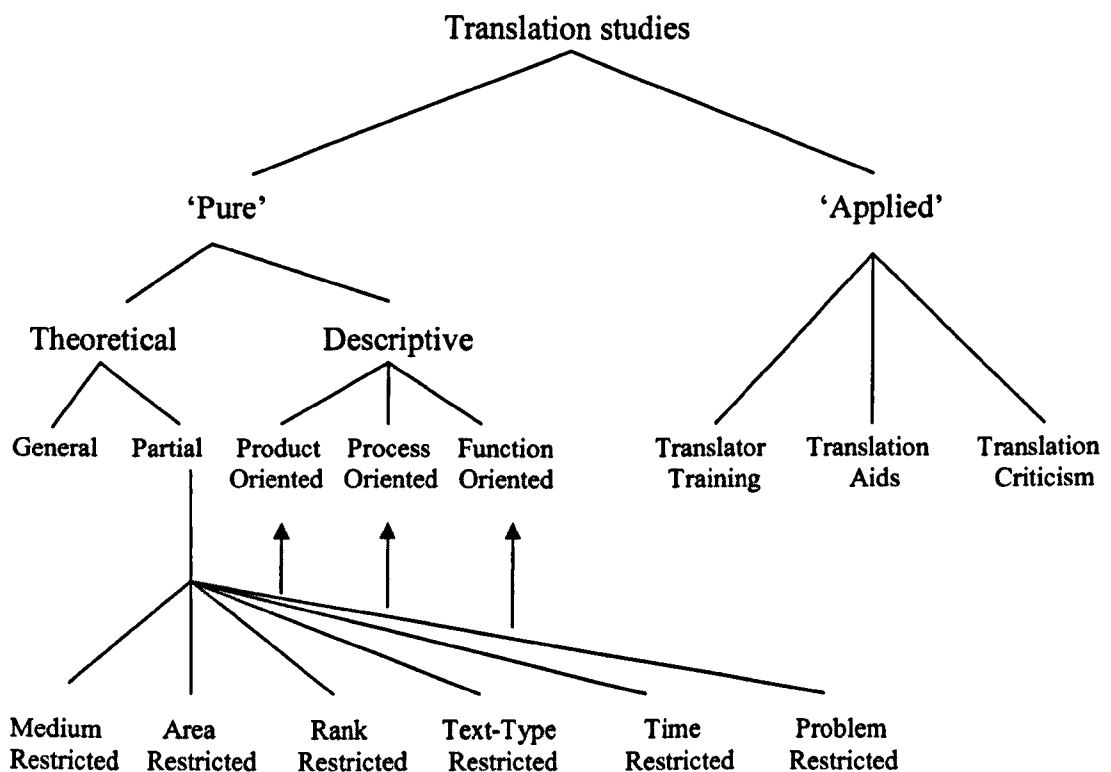 Translation studies
'Pure'
'Applied'
Theoretical
Descriptive
General
Partial
Product
Oriented
Process
Oriented
Function
Oriented
Translator
Training
Translation
Aids
Translation
Criticism
Medium
Restricted
Area
Restricted
Rank
Restricted
Text-Type
Restricted
Time
Restricted
Problem
Restricted